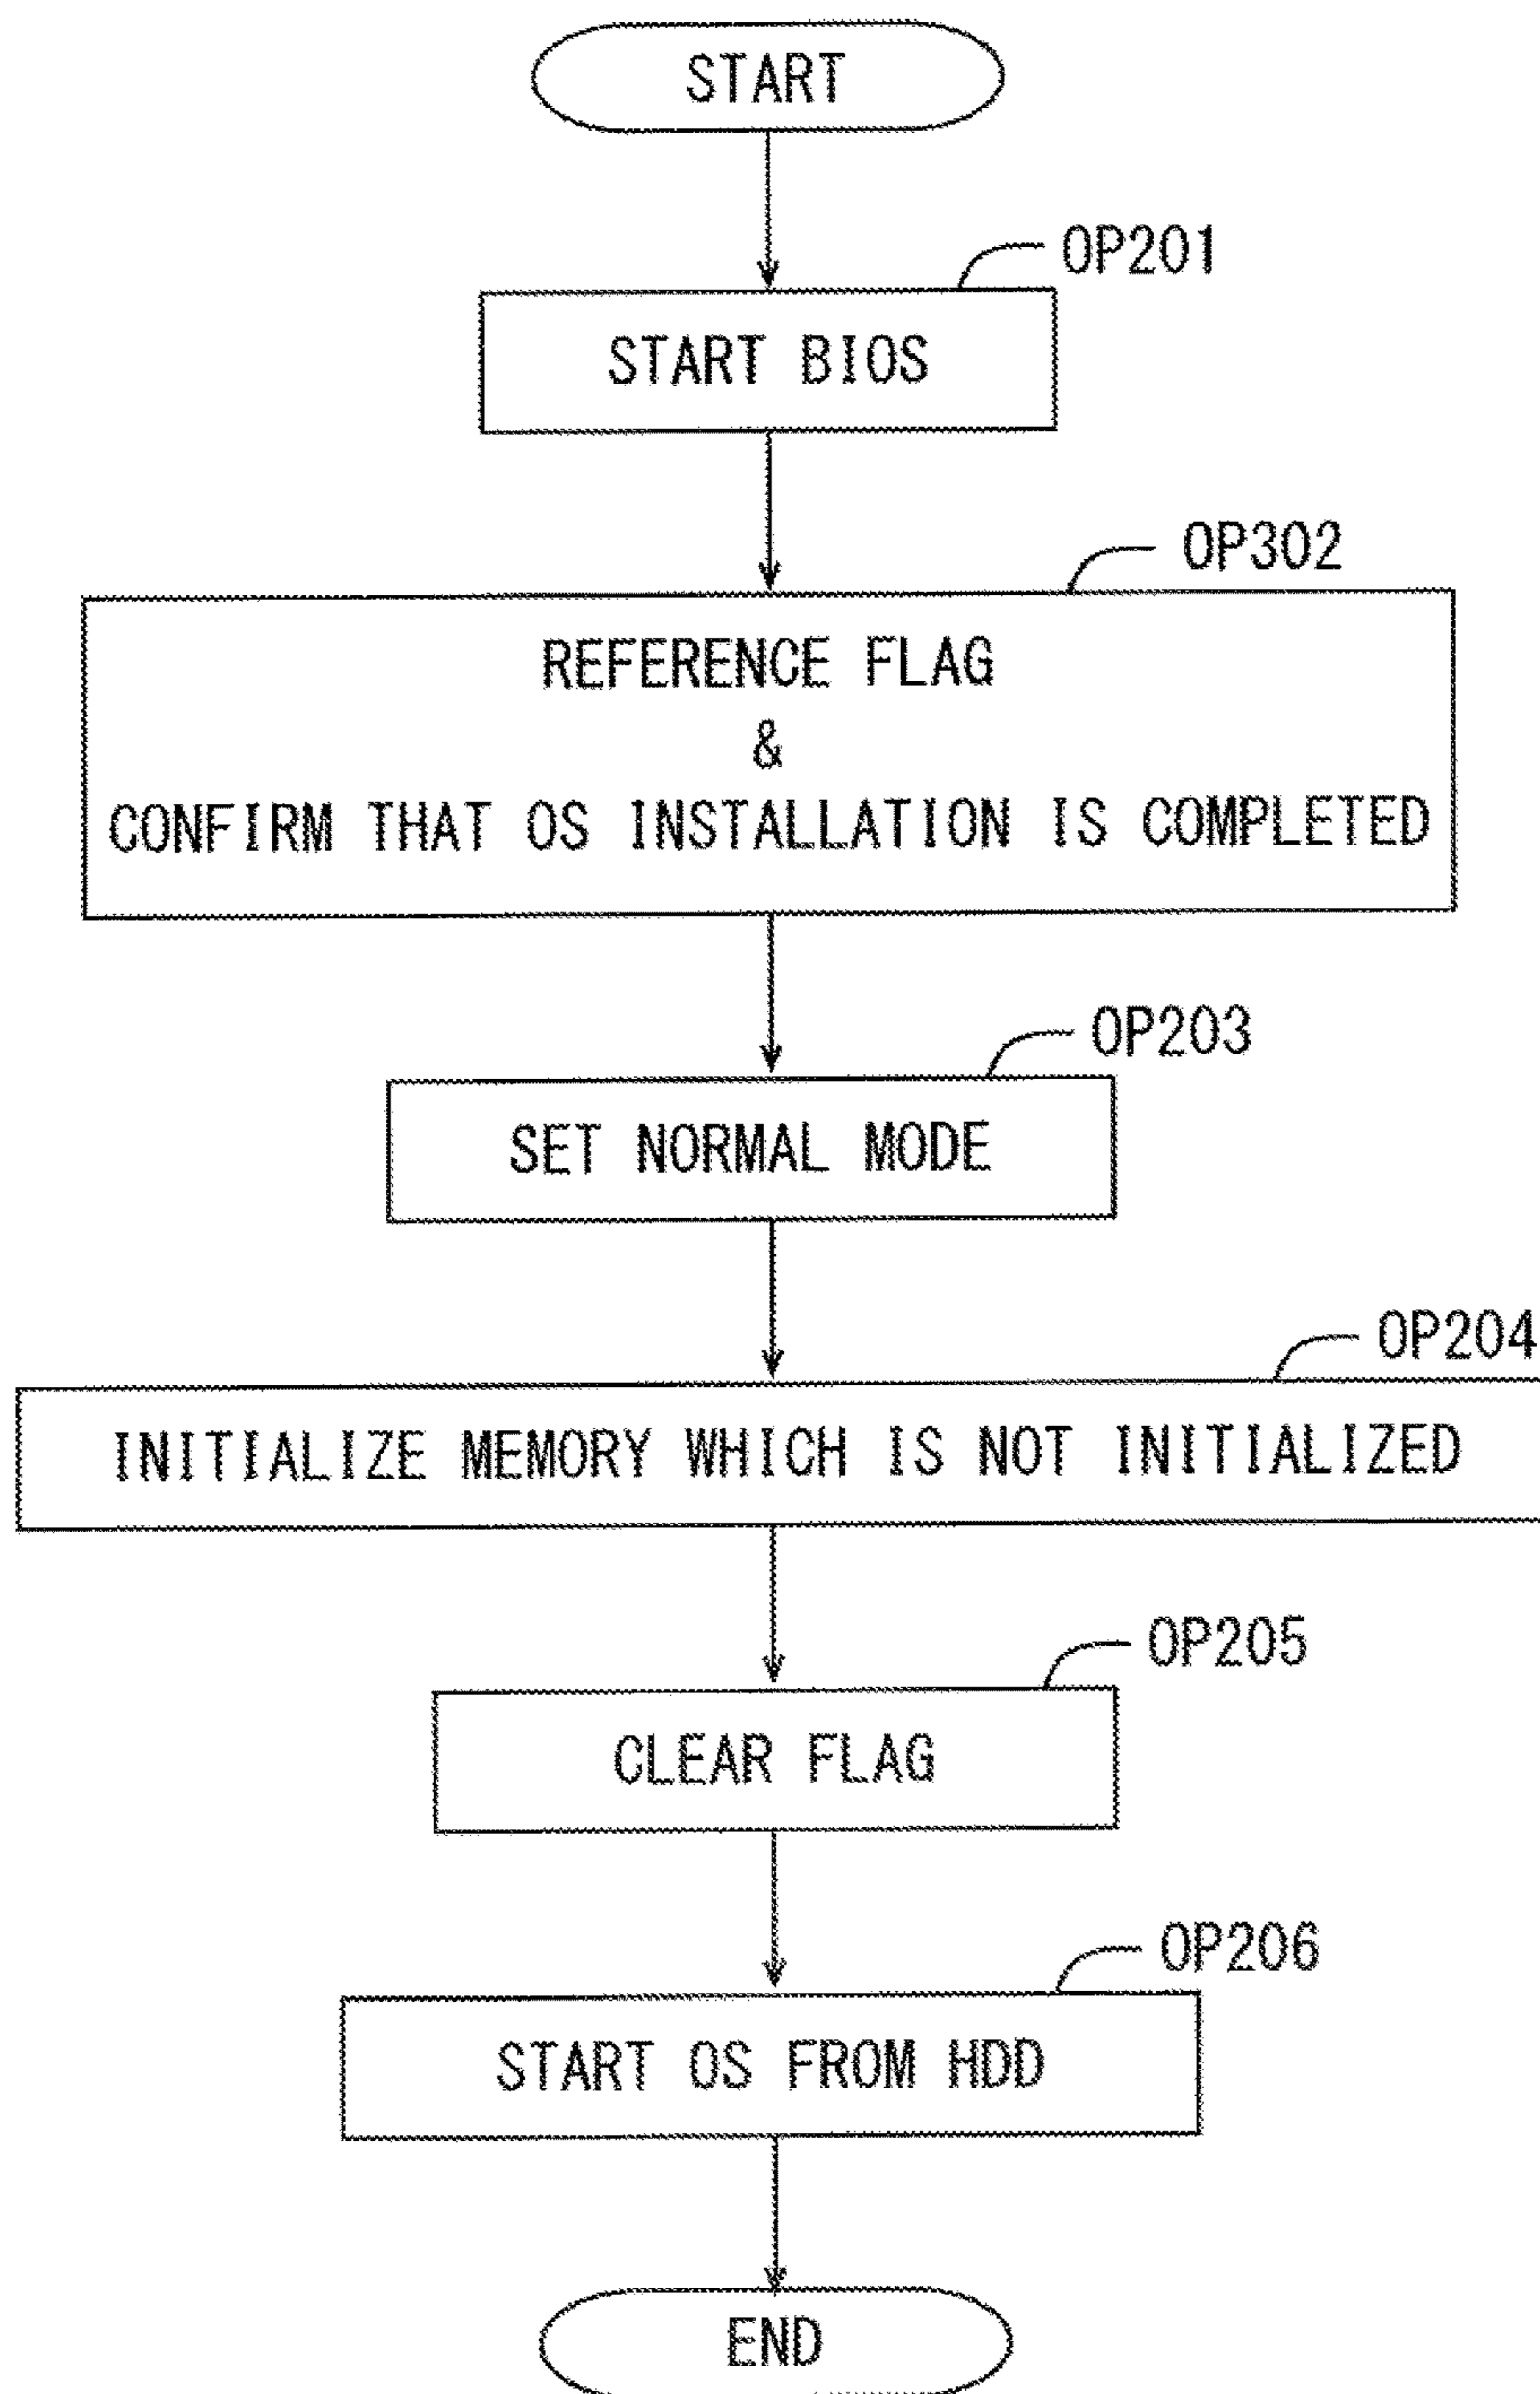 START
OP201
START BIOS
OP302
REFERENCE FLAG
&
CONFIRM THAT OS INSTALLATION IS COMPLETED
OP203
SET NORMAL MODE
OP204
INITIALIZE MEMORY WHICH IS NOT INITIALIZED
OP205
CLEAR FLAG
OP206
START OS FROM HDD
END